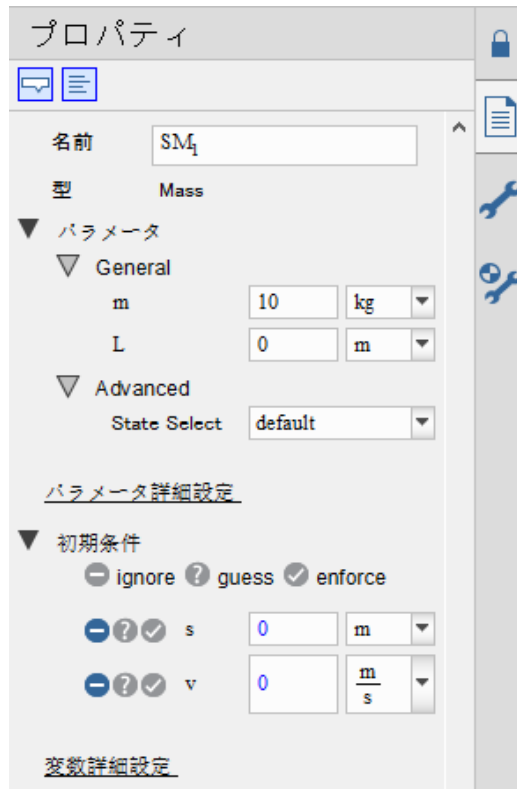 プロパティ
名前 SM1
型 Mass
パラメータ
General
m 10 kg
L 0 m
Advanced
State Select default
パラメータ詳細設定
初期条件
ignore ? guess enforce
? s 0 m
? v 0 m/s
変数詳細設定